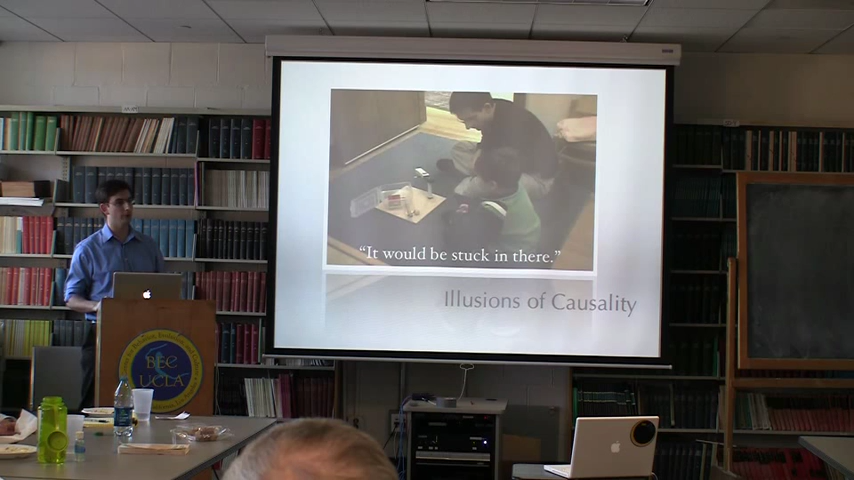 “It would be stuck in there.”
Illusions of Causality
BEC
UCLA